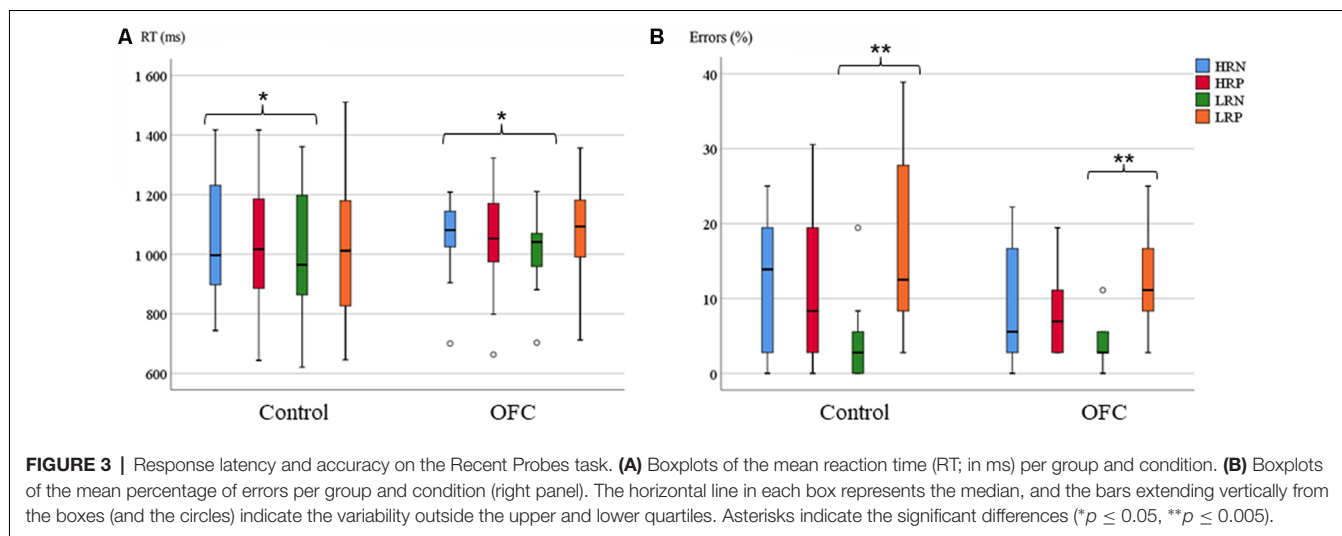 A RT (ms)
1 600
1 400
1 200
1 000
800
600
*
*
Control
OFC
B Errors (%)
40
30
20
10
0
**
**
Control
OFC
HRN
HRP
LRN
LRP
FIGURE 3 | Response latency and accuracy on the Recent Probes task. (A) Boxplots of the mean reaction time (RT; in ms) per group and condition. (B) Boxplots
of the mean percentage of errors per group and condition (right panel). The horizontal line in each box represents the median, and the bars extending vertically from
the boxes (and the circles) indicate the variability outside the upper and lower quartiles. Asterisks indicate the significant differences (*p ≤ 0.05, **p ≤ 0.005).